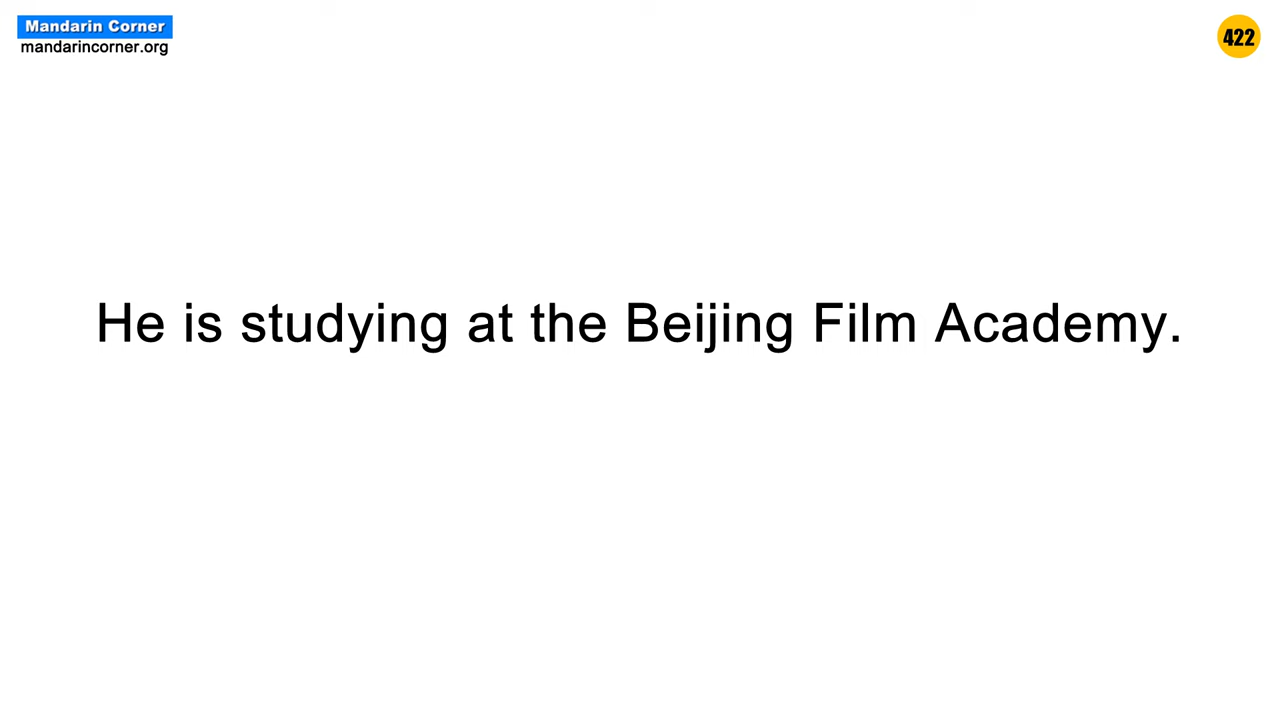 Mandarin Corner
mandarincorner.org
422
He is studying at the Beijing Film Academy.